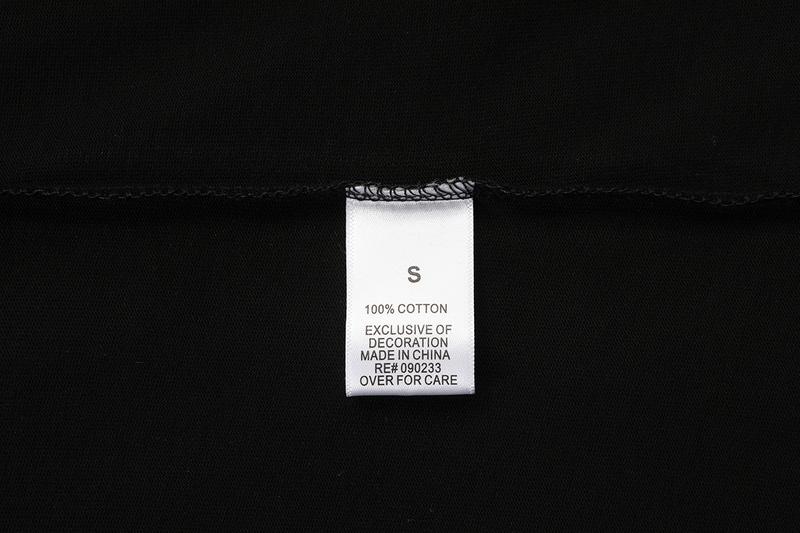 S
100% COTTON
EXCLUSIVE OF
DECORATION
MADE IN CHINA
RE# 090233
OVER FOR CARE